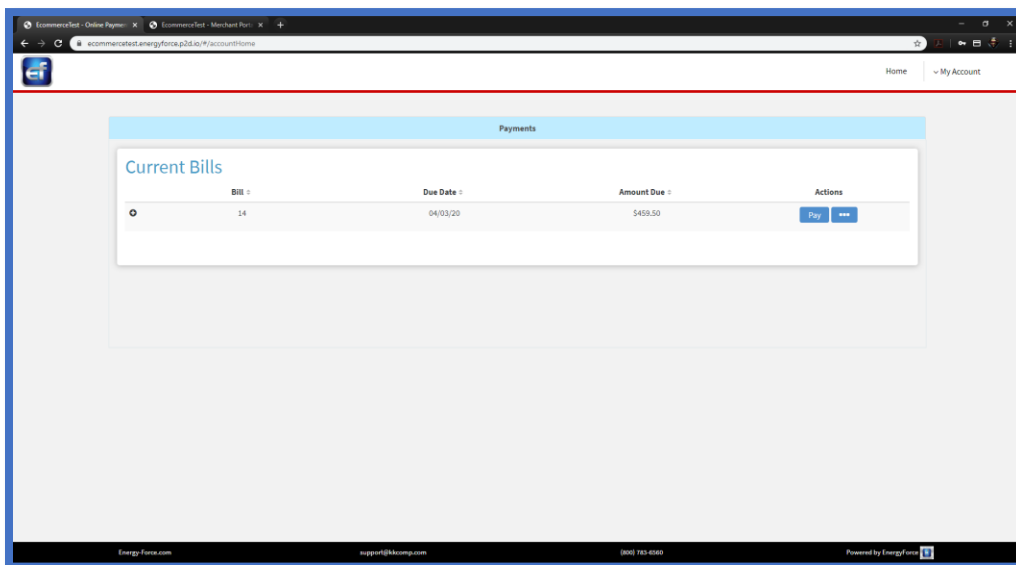 EcommerceTest - Online Paymen
EcommerceTest - Merchant Port
ecommercetest.energyforce.p2d.io/#/accountHome
ef
Home
My Account
Payments
Current Bills
Bill Due Date Amount Due Actions
14 04/03/20 $459.50 Pay
Energy-Force.com support@kkcomp.com (800) 783-6560 Powered by EnergyForce